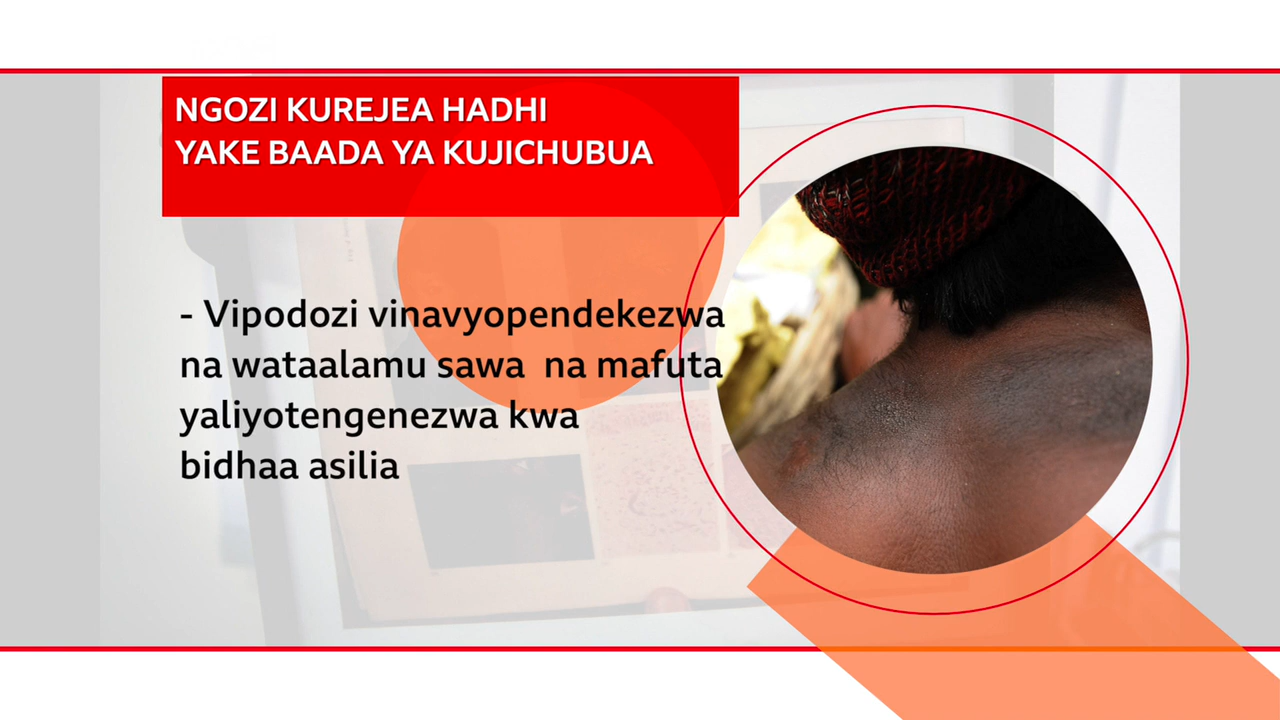 NGOZI KUREJEA HADHI
YAKE BAADA YA KUJICHUBUA
- Vipodozi vinavyopendekezwa
na wataalamu sawa na mafuta
yaliyotengenezwa kwa
bidhaa asilia